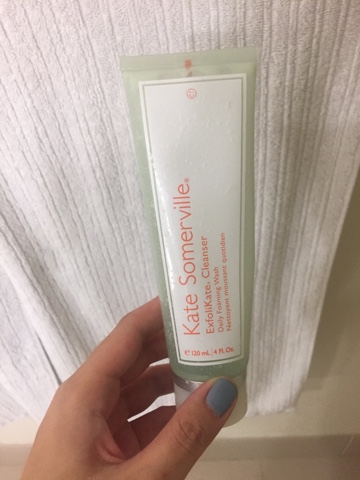 Kate Somerville®
ExfoliKate® Cleanser
Daily Foaming Wash
Nettoyant moussant quotidien
℮ 120 mL | 4 fl. Oz.